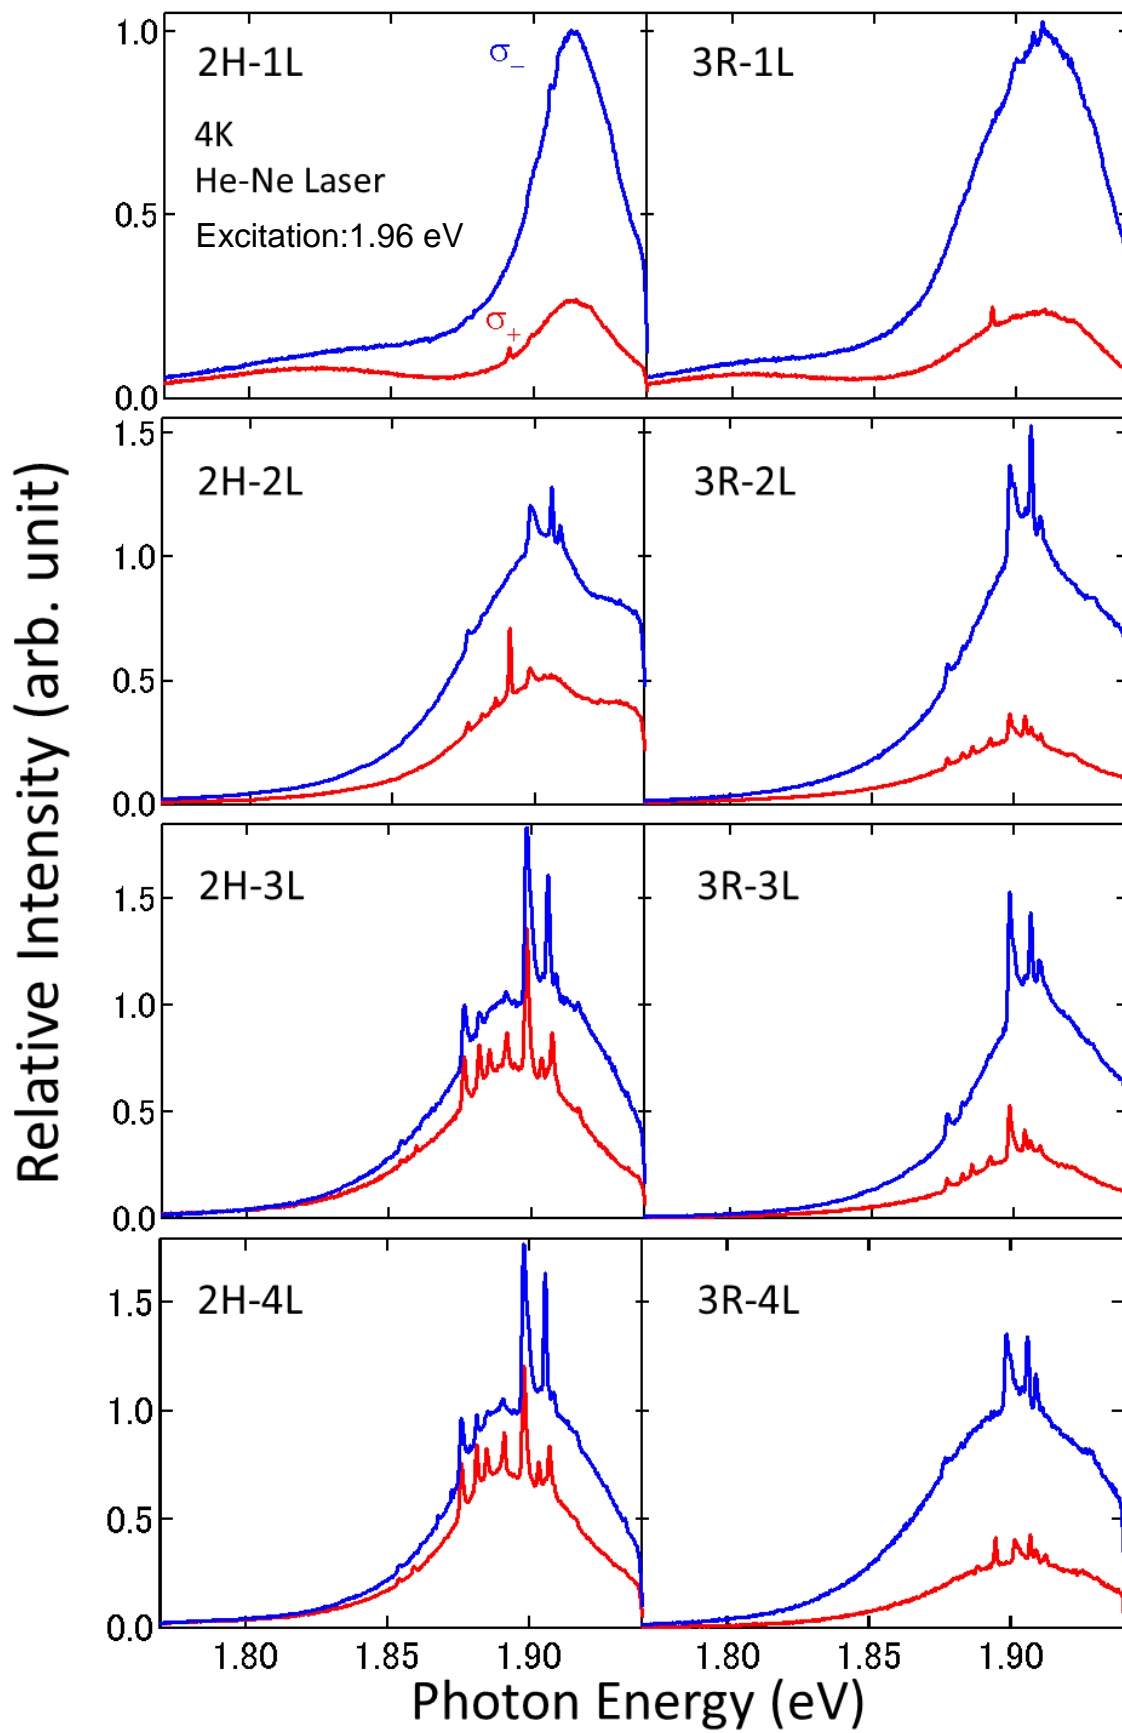 Relative Intensity (arb. unit)
1.0
0.5
0.0
2H-1L
σ₋
4K
He-Ne Laser
Excitation:1.96 eV
σ₊
3R-1L
1.5
1.0
0.5
0.0
2H-2L
3R-2L
1.5
1.0
0.5
0.0
2H-3L
3R-3L
1.5
1.0
0.5
0.0
2H-4L
3R-4L
1.80 1.85 1.90 1.80 1.85 1.90
Photon Energy (eV)